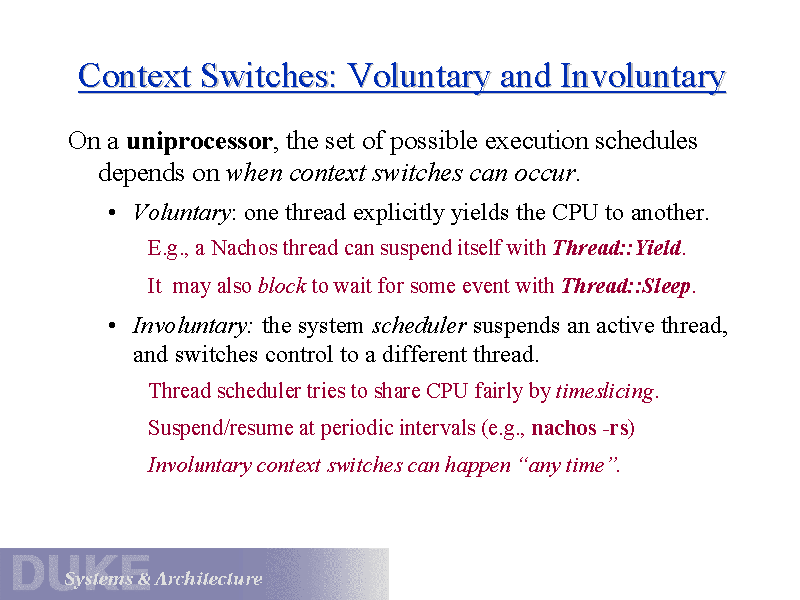 Context Switches: Voluntary and Involuntary
On a uniprocessor, the set of possible execution schedules
depends on when context switches can occur.
• Voluntary: one thread explicitly yields the CPU to another.
E.g., a Nachos thread can suspend itself with Thread::Yield.
It may also block to wait for some event with Thread::Sleep.
• Involuntary: the system scheduler suspends an active thread,
and switches control to a different thread.
Thread scheduler tries to share CPU fairly by timeslicing.
Suspend/resume at periodic intervals (e.g., nachos -rs)
Involuntary context switches can happen “any time”.
DUKE
Systems & Architecture